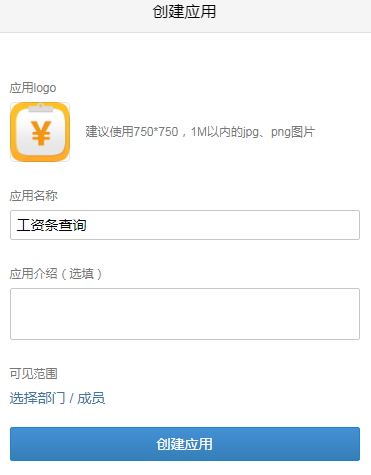 创建应用
应用logo
¥
建议使用750*750，1M以内的jpg、png图片
应用名称
工资条查询
应用介绍（选填）
可见范围
选择部门 / 成员
创建应用